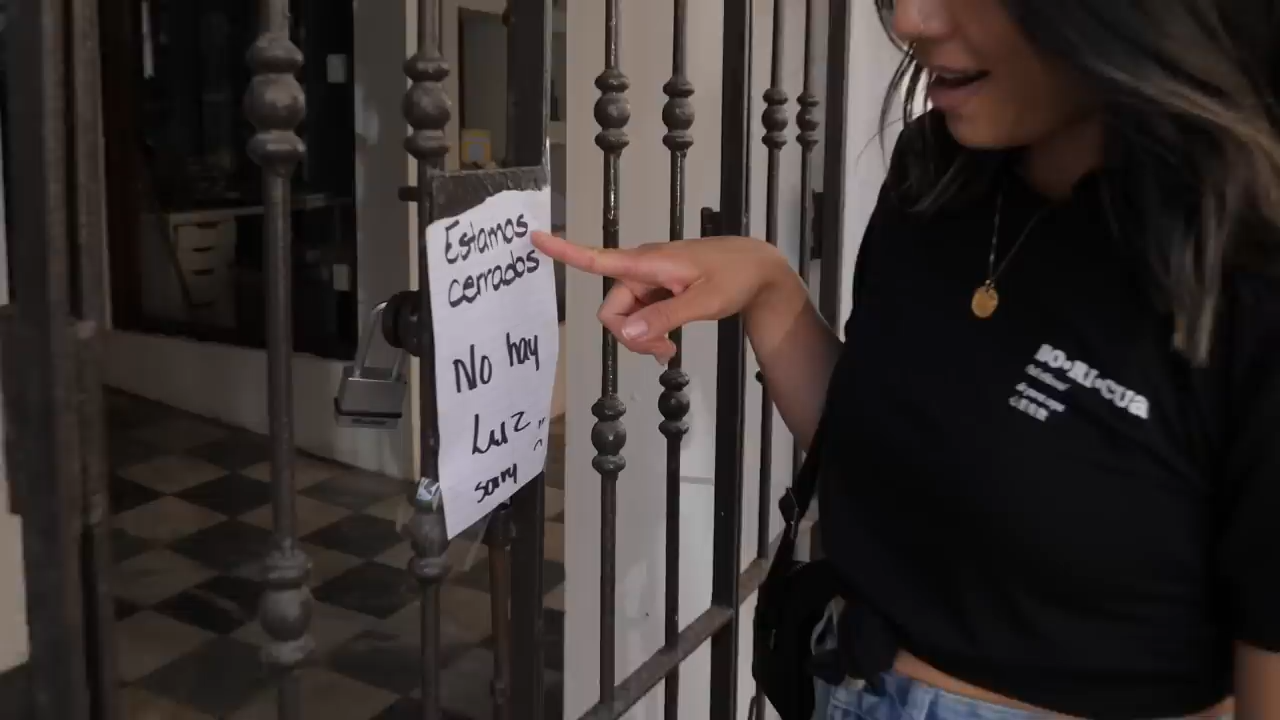 Estamos
cerrados
No hay
Luz :(
sorry
BO•RI•CUA